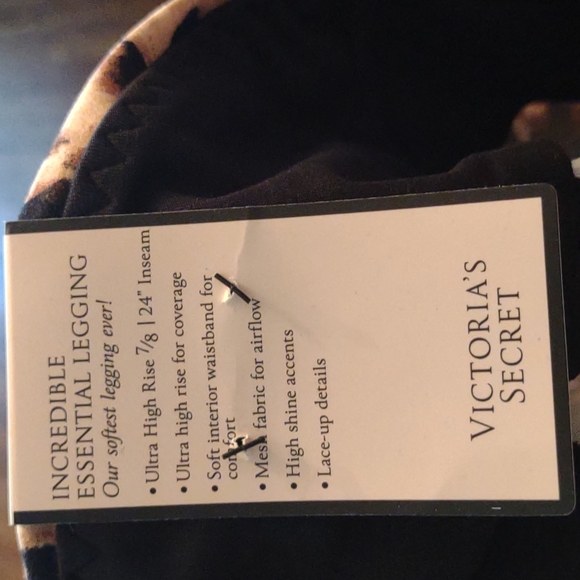 INCREDIBLE
ESSENTIAL LEGGING
Our softest legging ever!
• Ultra High Rise 7/8 | 24" Inseam
• Ultra high rise for coverage
• Soft interior waistband for
comfort
• Mesh fabric for airflow
• High shine accents
• Lace-up details
VICTORIA'S
SECRET